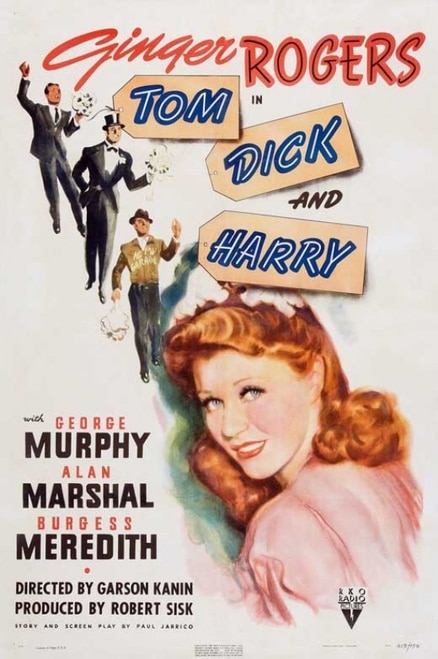 Ginger ROGERS
IN
TOM
DICK
AND
HARRY
with GEORGE
MURPHY
ALAN
MARSHAL
BURGESS
MEREDITH
DIRECTED BY GARSON KANIN
PRODUCED BY ROBERT SISK
STORY AND SCREEN PLAY BY PAUL JARRICO
RKO
RADIO
PICTURES